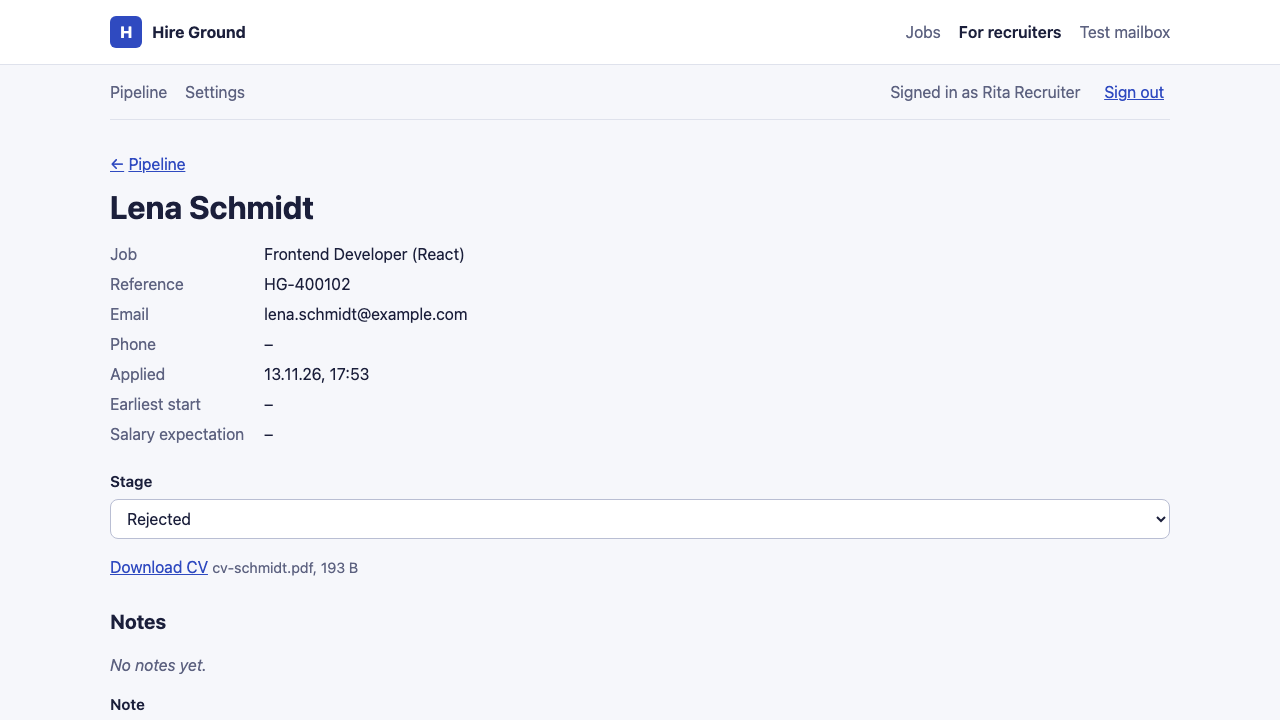 H Hire Ground Jobs For recruiters Test mailbox
Pipeline Settings Signed in as Rita Recruiter Sign out
← Pipeline
Lena Schmidt
Job Frontend Developer (React)
Reference HG-400102
Email lena.schmidt@example.com
Phone –
Applied 13.11.26, 17:53
Earliest start –
Salary expectation –
Stage
Rejected
Download CV cv-schmidt.pdf, 193 B
Notes
No notes yet.
Note